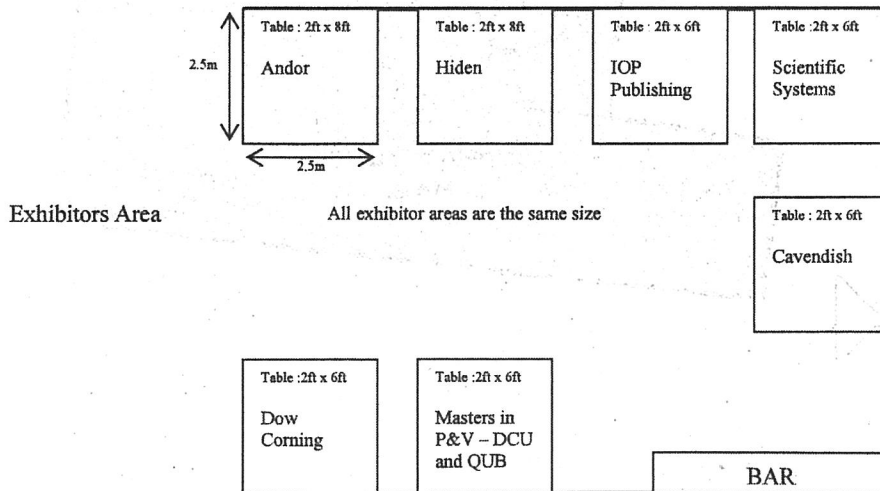 Table : 2ft x 8ft
Andor
Table : 2ft x 8ft
Hiden
Table : 2ft x 6ft
IOP
Publishing
Table :2ft x 6ft
Scientific
Systems
2.5m
2.5m
Exhibitors Area
All exhibitor areas are the same size
Table : 2ft x 6ft
Cavendish
Table :2ft x 6ft
Dow
Corning
Table :2ft x 6ft
Masters in
P&V – DCU
and QUB
BAR